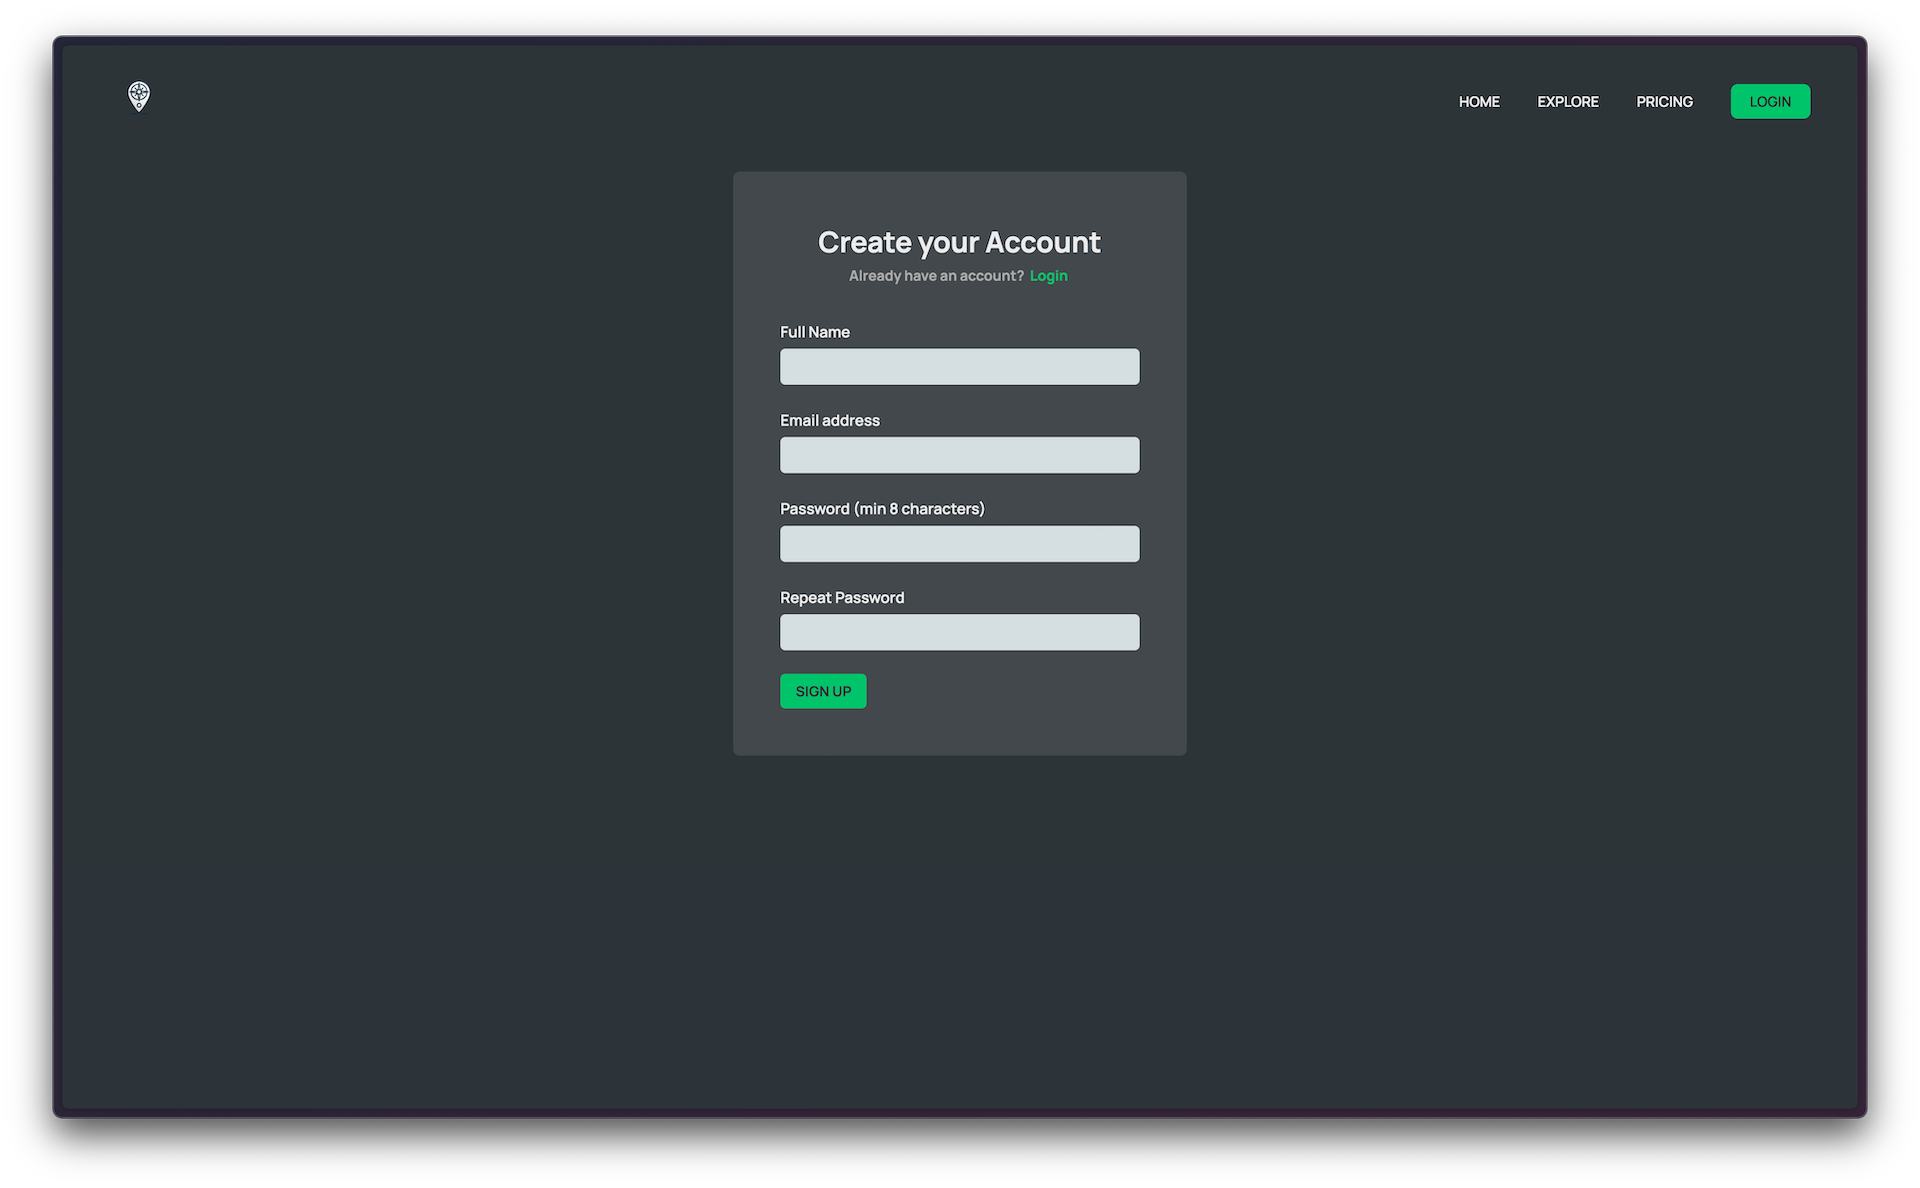 HOME EXPLORE PRICING LOGIN
Create your Account
Already have an account? Login
Full Name
Email address
Password (min 8 characters)
Repeat Password
SIGN UP